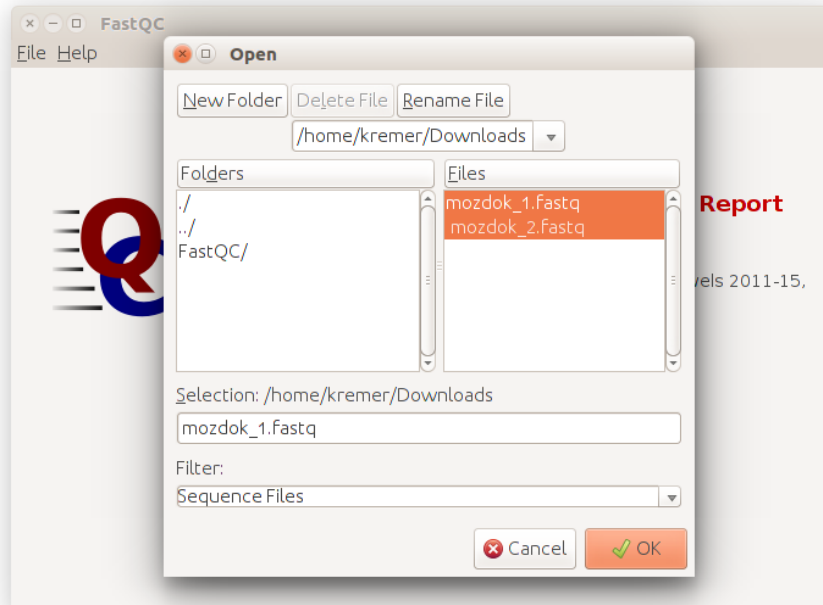 FastQC
File Help
Open
New Folder Delete File Rename File
/home/kremer/Downloads
Folders Files
./
../
FastQC/
mozdok_1.fastq
mozdok_2.fastq
Report
2011-15,
Selection: /home/kremer/Downloads
mozdok_1.fastq
Filter:
Sequence Files
Cancel OK
QC